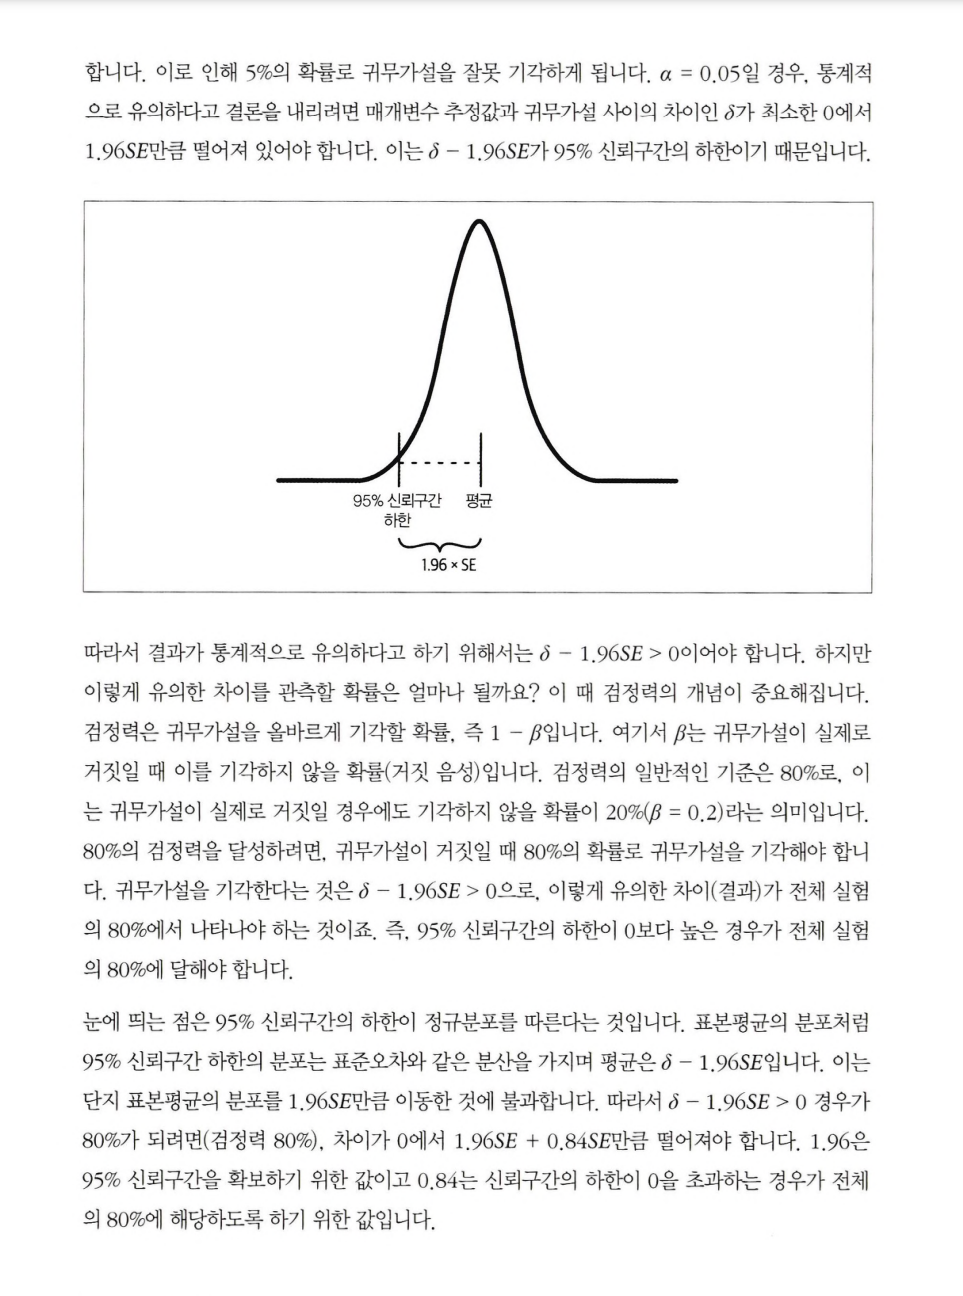 합니다. 이로 인해 5%의 확률로 귀무가설을 잘못 기각하게 됩니다. α = 0.05일 경우, 통계적
으로 유의하다고 결론을 내리려면 매개변수 추정값과 귀무가설 사이의 차이인 δ가 최소한 0에서
1.96SE만큼 떨어져 있어야 합니다. 이는 δ − 1.96SE가 95% 신뢰구간의 하한이기 때문입니다.
95% 신뢰구간 평균
하한
1.96 × SE
따라서 결과가 통계적으로 유의하다고 하기 위해서는 δ − 1.96SE > 0이어야 합니다. 하지만
이렇게 유의한 차이를 관측할 확률은 얼마나 될까요? 이 때 검정력의 개념이 중요해집니다.
검정력은 귀무가설을 올바르게 기각할 확률, 즉 1 − β입니다. 여기서 β는 귀무가설이 실제로
거짓일 때 이를 기각하지 않을 확률(거짓 음성)입니다. 검정력의 일반적인 기준은 80%로, 이
는 귀무가설이 실제로 거짓일 경우에도 기각하지 않을 확률이 20%(β = 0.2)라는 의미입니다.
80%의 검정력을 달성하려면, 귀무가설이 거짓일 때 80%의 확률로 귀무가설을 기각해야 합니
다. 귀무가설을 기각한다는 것은 δ − 1.96SE > 0으로, 이렇게 유의한 차이(결과)가 전체 실험
의 80%에서 나타나야 하는 것이죠. 즉, 95% 신뢰구간의 하한이 0보다 높은 경우가 전체 실험
의 80%에 달해야 합니다.
눈에 띄는 점은 95% 신뢰구간의 하한이 정규분포를 따른다는 것입니다. 표본평균의 분포처럼
95% 신뢰구간 하한의 분포는 표준오차와 같은 분산을 가지며 평균은 δ − 1.96SE입니다. 이는
단지 표본평균의 분포를 1.96SE만큼 이동한 것에 불과합니다. 따라서 δ − 1.96SE > 0 경우가
80%가 되려면(검정력 80%), 차이가 0에서 1.96SE + 0.84SE만큼 떨어져야 합니다. 1.96은
95% 신뢰구간을 확보하기 위한 값이고 0.84는 신뢰구간의 하한이 0을 초과하는 경우가 전체
의 80%에 해당하도록 하기 위한 값입니다.